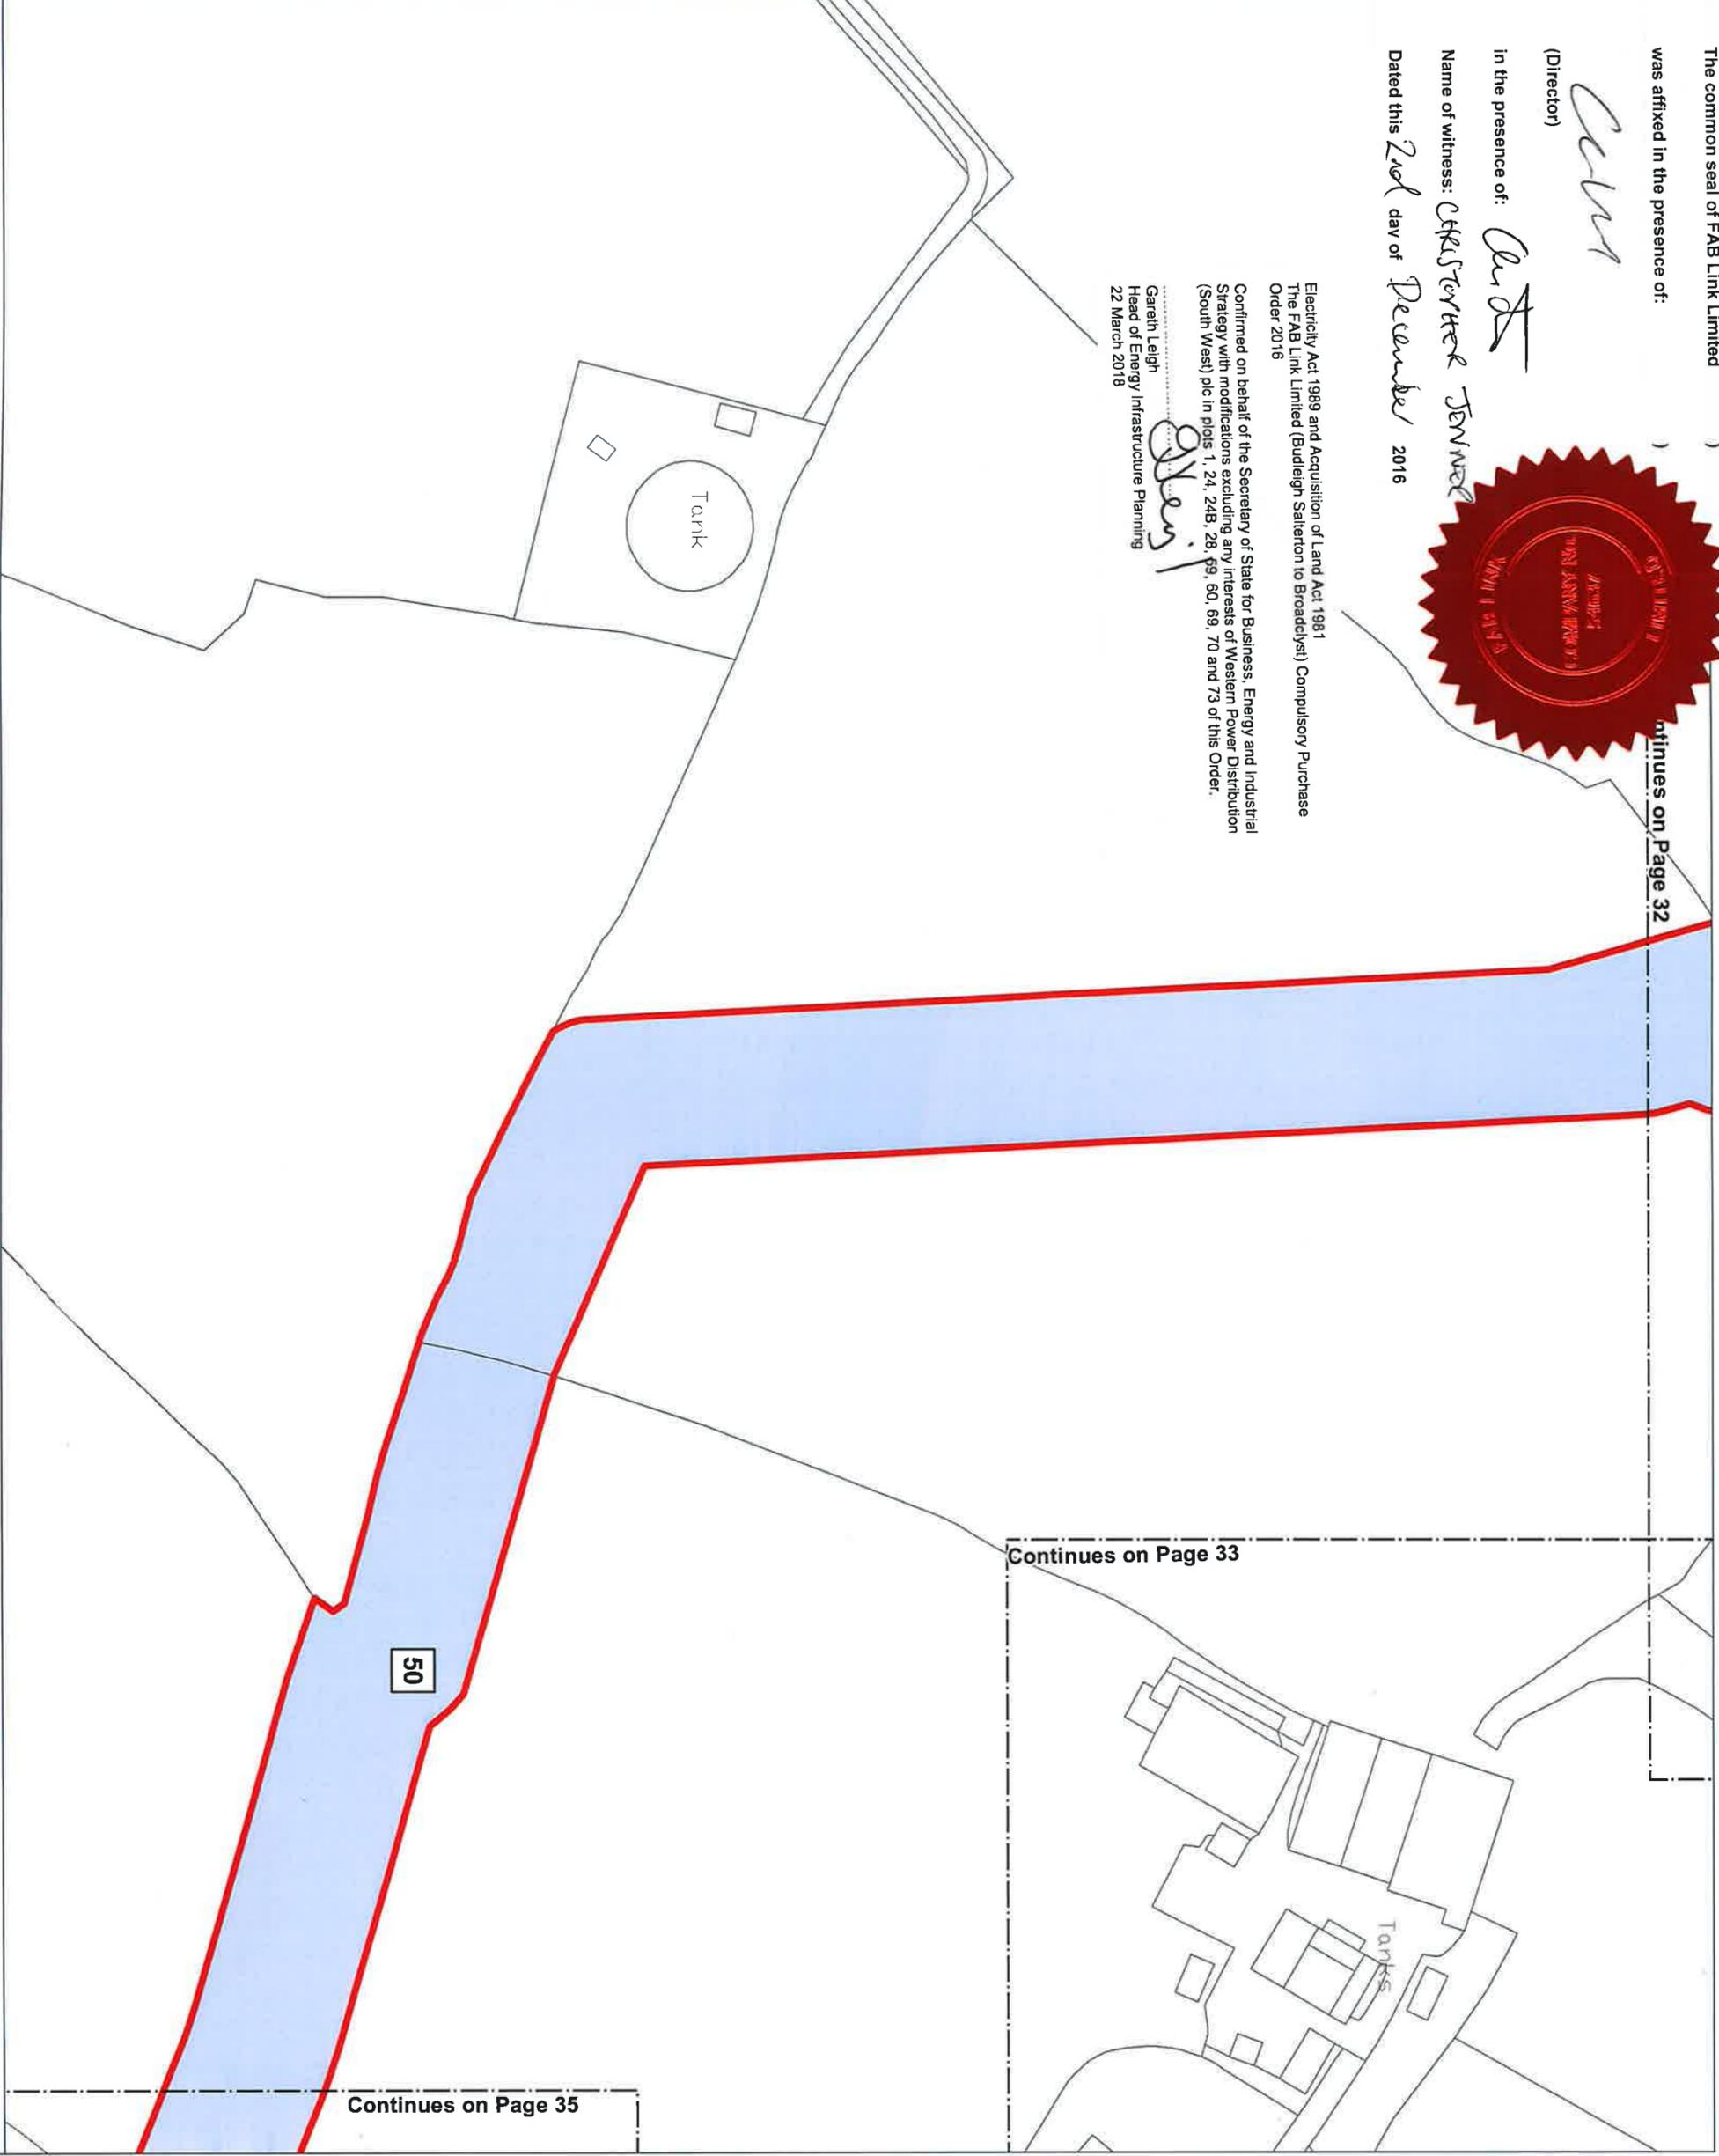 The common seal of FAB Link Limited )
was affixed in the presence of: )
(Director)
in the presence of:
Name of witness: CHRISTOPHER JENNER
Dated this 2nd day of December 2016
Electricity Act 1989 and Acquisition of Land Act 1981
The FAB Link Limited (Budleigh Salterton to Broadclyst) Compulsory Purchase
Order 2016
Confirmed on behalf of the Secretary of State for Business, Energy and Industrial
Strategy with modifications excluding any interests of Western Power Distribution
(South West) plc in plots 1, 24, 24B, 28, 59, 60, 69, 70 and 73 of this Order.
Gareth Leigh
Head of Energy Infrastructure Planning
22 March 2018
ntinues on Page 32
Tank
Continues on Page 33
Tanks
50
Continues on Page 35